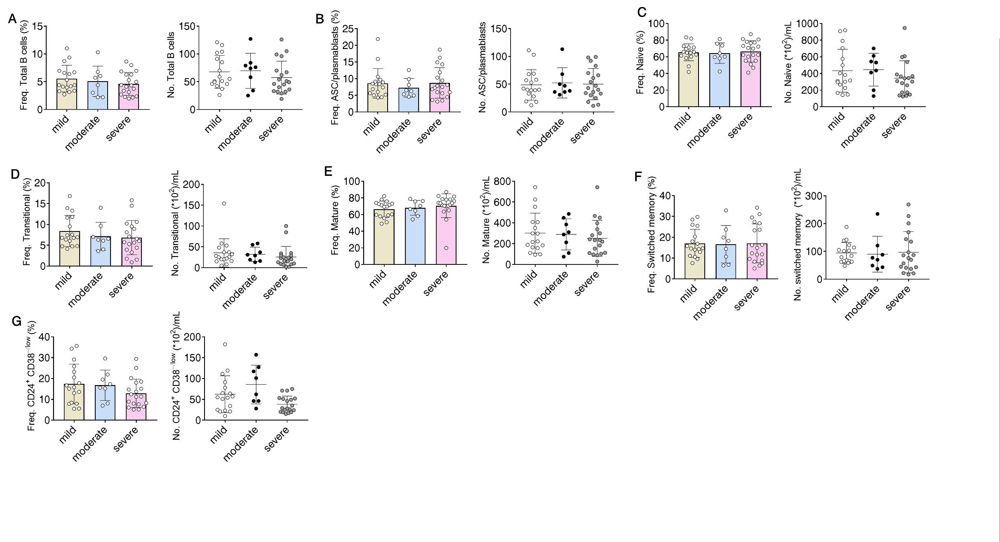 A
Freq. Total B cells (%)
15
10
5
0
mild
moderate
severe
No. Total B cells
150
100
50
0
mild
moderate
severe
B
Freq. ASC/plasmablasts (%)
25
20
15
10
5
0
mild
moderate
severe
No. ASC/plasmablasts
150
100
50
0
mild
moderate
severe
C
Freq. Naive (%)
100
80
60
40
20
0
mild
moderate
severe
No. Naive (*10²)/mL
1000
800
600
400
200
0
mild
moderate
severe
D
Freq. Transitional (%)
20
15
10
5
0
mild
moderate
severe
No. Transitional (*10²)/mL
200
150
100
50
0
mild
moderate
severe
E
Freq. Mature (%)
100
80
60
40
20
0
mild
moderate
severe
No. Mature (*10²)/mL
800
600
400
200
0
mild
moderate
severe
F
Freq. Switched memory (%)
40
30
20
10
0
mild
moderate
severe
No. switched memory (*10²)/mL
300
200
100
0
mild
moderate
severe
G
Freq. CD24⁺ CD38⁻/low (%)
40
30
20
10
0
mild
moderate
severe
No. CD24⁺ CD38⁻/low (*10²)/mL
200
150
100
50
0
mild
moderate
severe